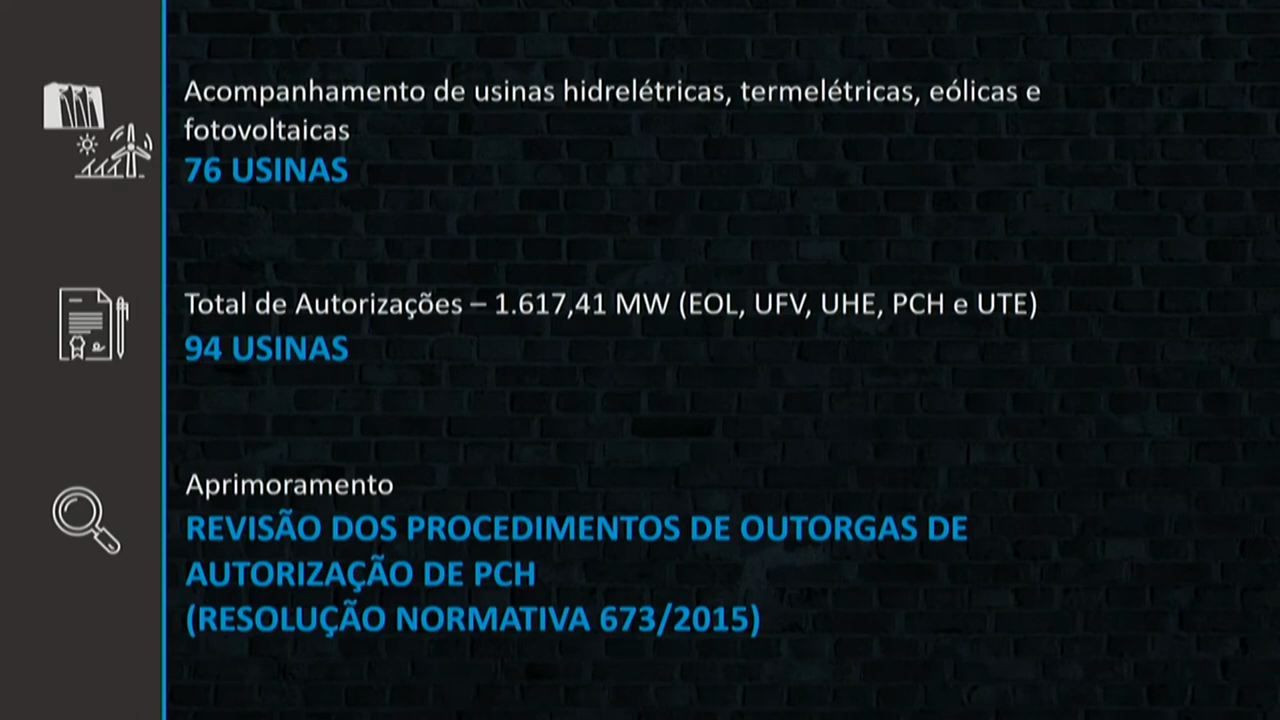 Acompanhamento de usinas hidrelétricas, termelétricas, eólicas e
fotovoltaicas
76 USINAS
Total de Autorizações – 1.617,41 MW (EOL, UFV, UHE, PCH e UTE)
94 USINAS
Aprimoramento
REVISÃO DOS PROCEDIMENTOS DE OUTORGAS DE
AUTORIZAÇÃO DE PCH
(RESOLUÇÃO NORMATIVA 673/2015)